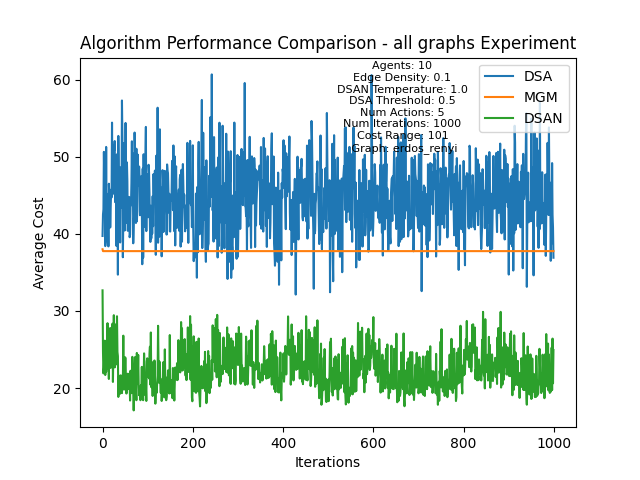 Algorithm Performance Comparison - all graphs Experiment
Agents: 10
Edge Density: 0.1
DSAN Temperature: 1.0
DSA Threshold: 0.5
Num Actions: 5
Num Iterations: 1000
Cost Range: 101
Graph: erdos_renyi
DSA
MGM
DSAN
Average Cost
60
50
40
30
20
0
200
400
600
800
1000
Iterations